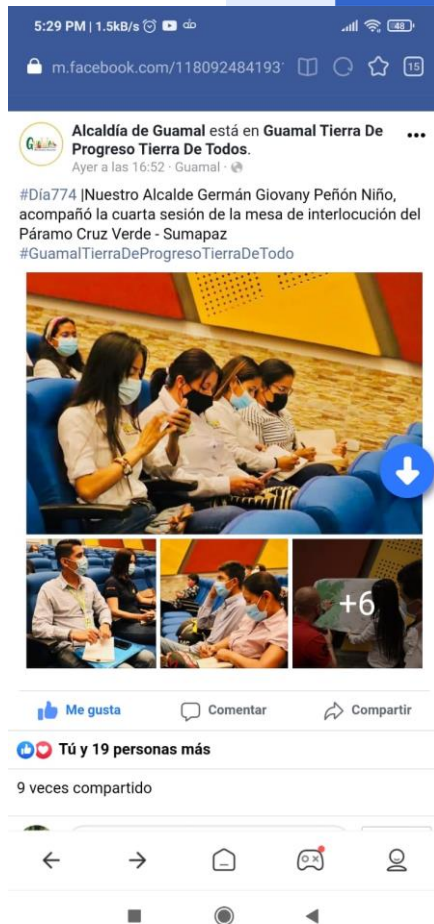 5:29 PM | 1.5kB/s
48
m.facebook.com/118092484193
15
Alcaldía de Guamal está en Guamal Tierra De
Progreso Tierra De Todos.
Ayer a las 16:52 · Guamal ·
#Día774 |Nuestro Alcalde Germán Giovany Peñón Niño,
acompañó la cuarta sesión de la mesa de interlocución del
Páramo Cruz Verde - Sumapaz
#GuamalTierraDeProgresoTierraDeTodo
+6
Me gusta
Comentar
Compartir
Tú y 19 personas más
9 veces compartido